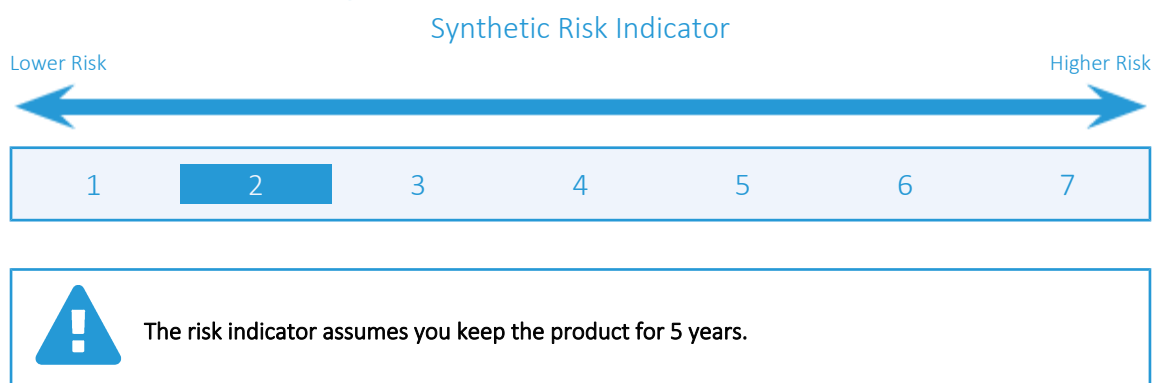 Synthetic Risk Indicator
Lower Risk Higher Risk
1 2 3 4 5 6 7
The risk indicator assumes you keep the product for 5 years.